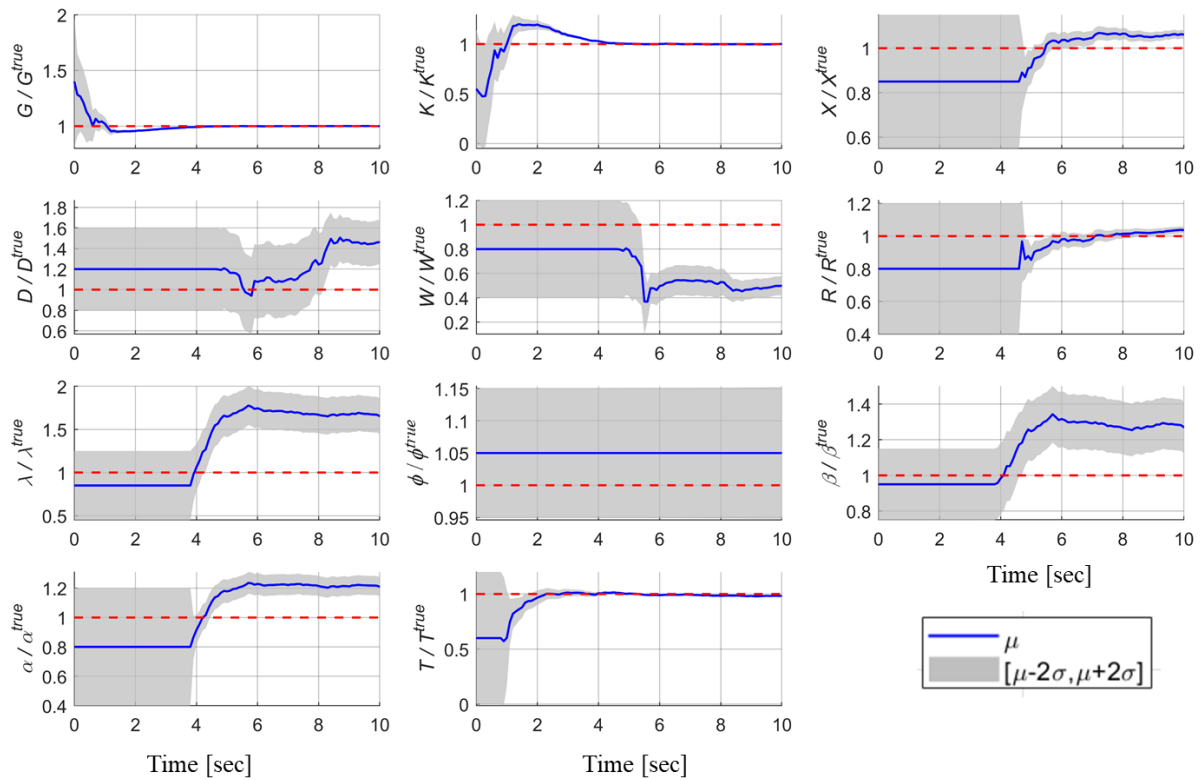 G / G^true
2
1.5
1
0 2 4 6 8 10
K / K^true
1
0.5
0
0 2 4 6 8 10
X / X^true
1
0.8
0.6
0 2 4 6 8 10
D / D^true
1.6
1.4
1.2
1
0.8
0.6
0 2 4 6 8 10
W / W^true
1.2
1
0.8
0.6
0.4
0.2
0 2 4 6 8 10
R / R^true
1.2
1
0.8
0.6
0.4
0 2 4 6 8 10
λ / λ^true
2
1.5
1
0.5
0 2 4 6 8 10
ϕ / ϕ^true
1.15
1.1
1.05
1
0.95
0 2 4 6 8 10
β / β^true
1.4
1.2
1
0.8
0 2 4 6 8 10
Time [sec]
α / α^true
1.2
1
0.8
0.6
0.4
0 2 4 6 8 10
Time [sec]
T / T^true
1
0.5
0
0 2 4 6 8 10
Time [sec]
μ
[μ-2σ,μ+2σ]